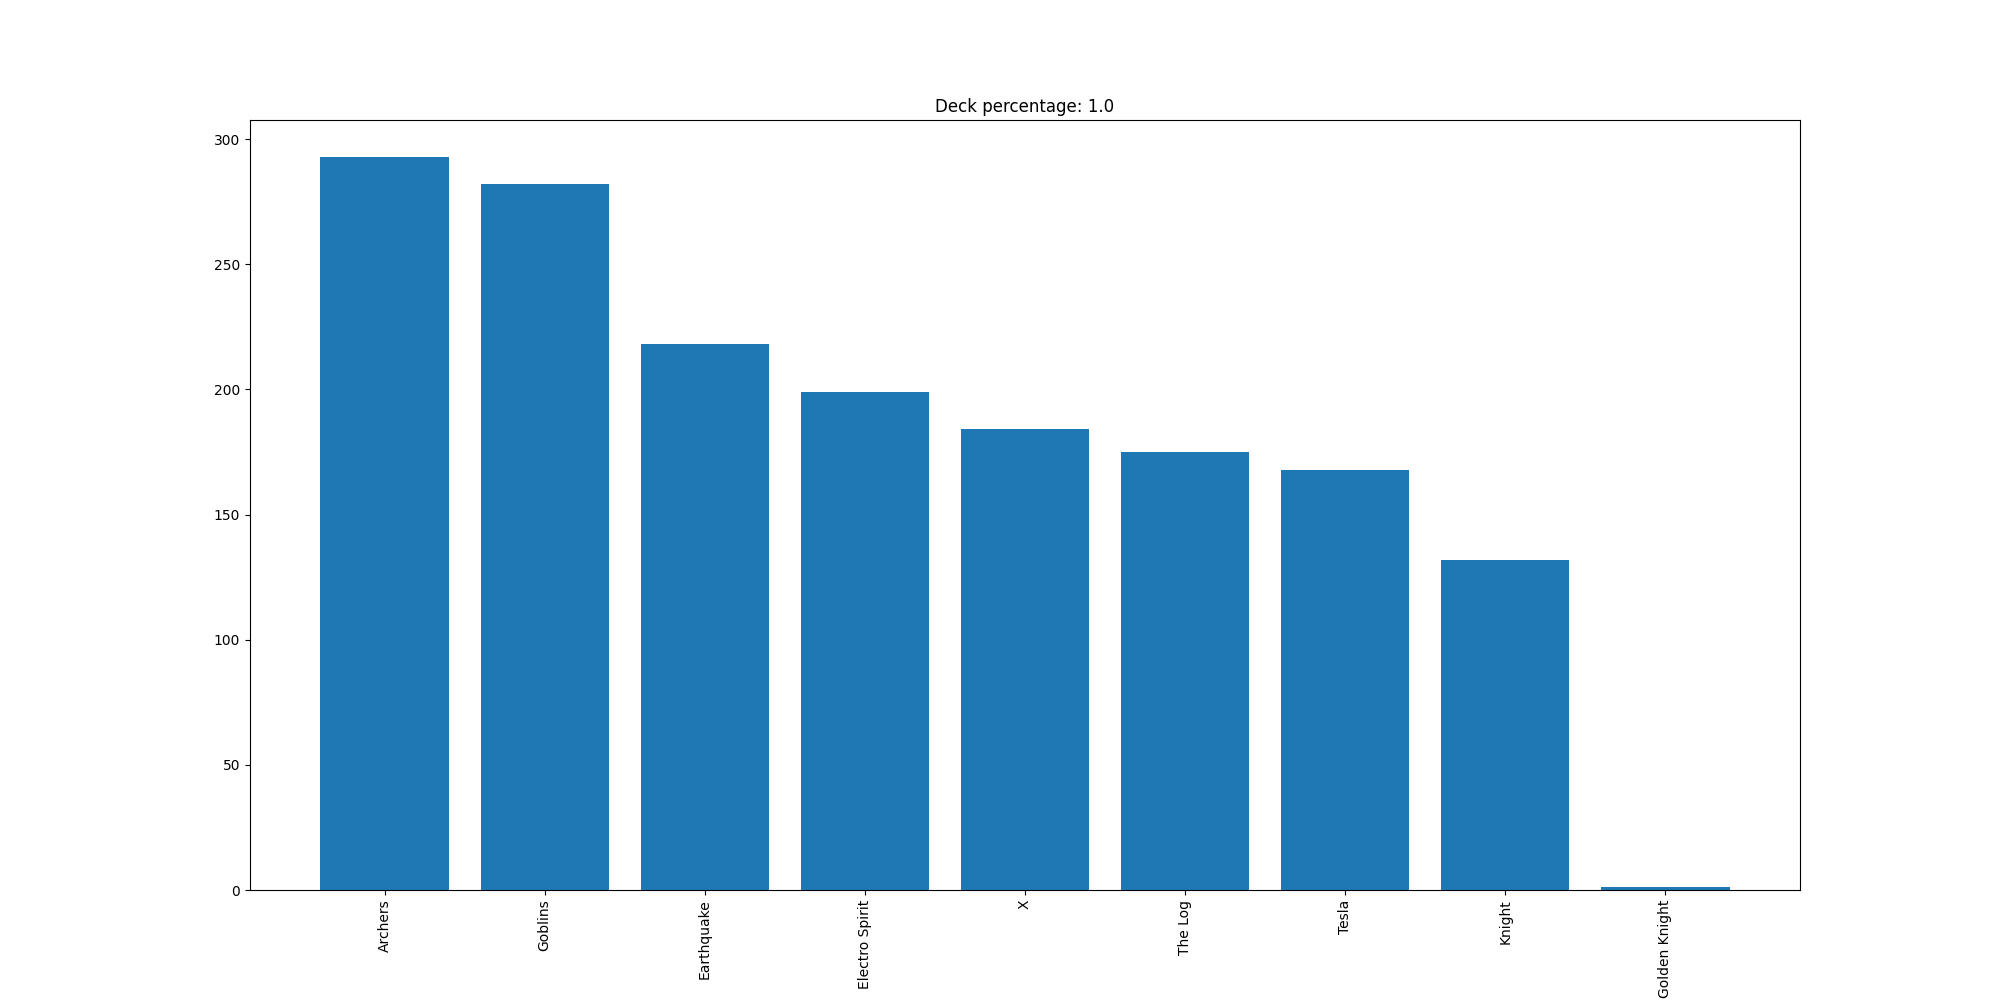 Deck percentage: 1.0
300
250
200
150
100
50
0
Archers
Goblins
Earthquake
Electro Spirit
X
The Log
Tesla
Knight
Golden Knight